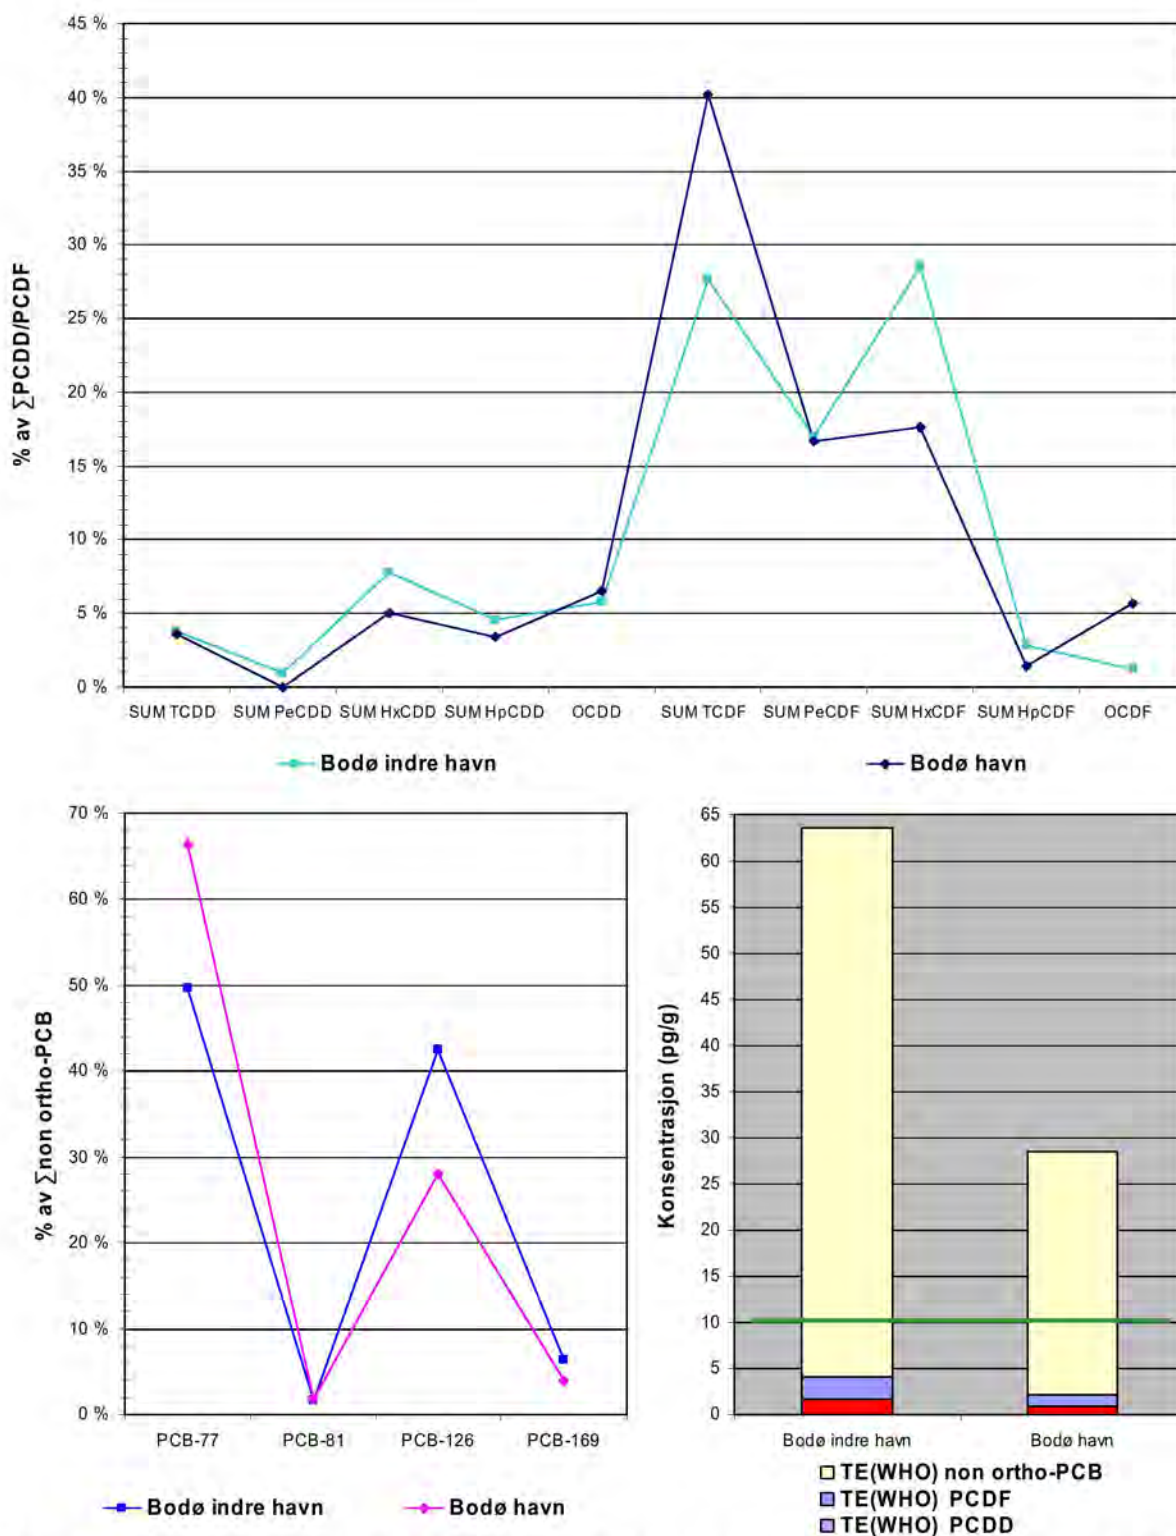 45 %
40 %
35 %
30 %
25 %
20 %
15 %
10 %
5 %
0 %
% av ∑PCDD/PCDF
SUM TCDD SUM PeCDD SUM HxCDD SUM HpCDD OCDD SUM TCDF SUM PeCDF SUM HxCDF SUM HpCDF OCDF
Bodø indre havn Bodø havn
70 %
60 %
50 %
40 %
30 %
20 %
10 %
0 %
% av ∑non ortho-PCB
PCB-77 PCB-81 PCB-126 PCB-169
Bodø indre havn Bodø havn
65
60
55
50
45
40
35
30
25
20
15
10
5
0
Konsentrasjon (pg/g)
Bodø indre havn Bodø havn
TE(WHO) non ortho-PCB
TE(WHO) PCDF
TE(WHO) PCDD